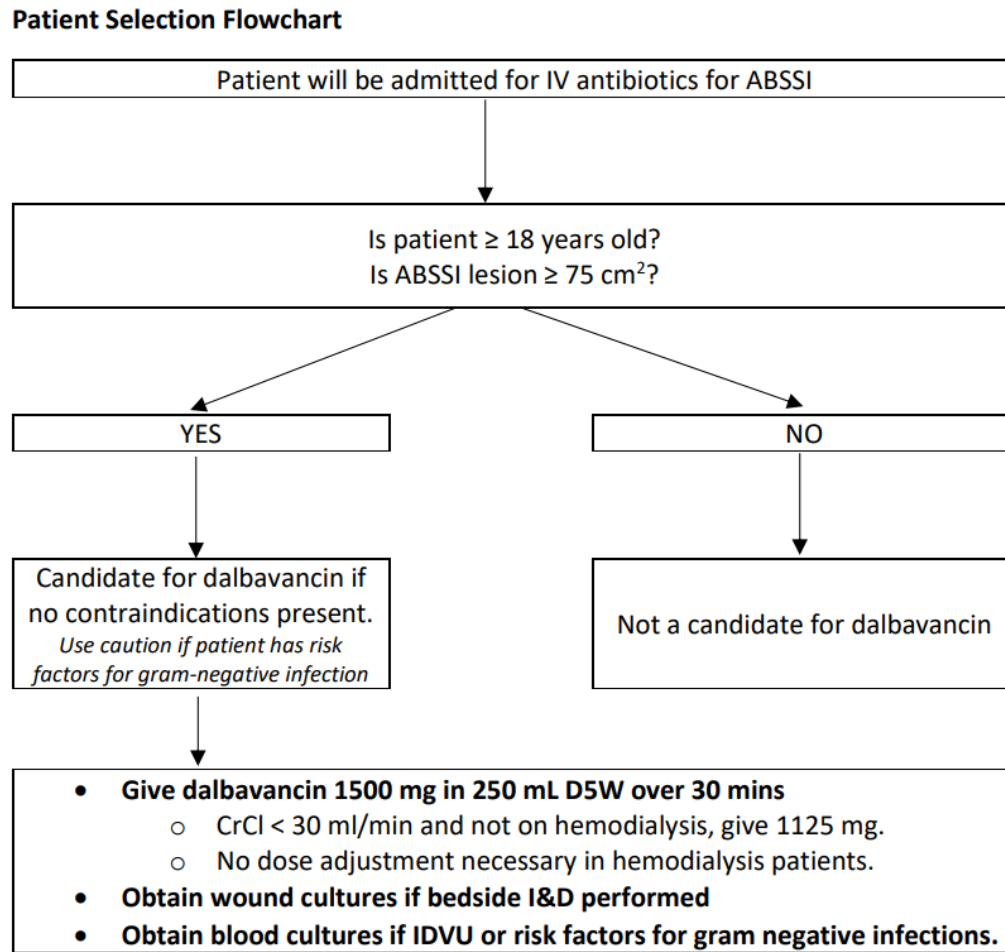 Patient Selection Flowchart
Patient will be admitted for IV antibiotics for ABSSI
Is patient ≥ 18 years old?
Is ABSSI lesion ≥ 75 cm²?
YES
NO
Candidate for dalbavancin if
no contraindications present.
Use caution if patient has risk
factors for gram-negative infection
Not a candidate for dalbavancin
• Give dalbavancin 1500 mg in 250 mL D5W over 30 mins
o CrCl < 30 ml/min and not on hemodialysis, give 1125 mg.
o No dose adjustment necessary in hemodialysis patients.
• Obtain wound cultures if bedside I&D performed
• Obtain blood cultures if IDVU or risk factors for gram negative infections.